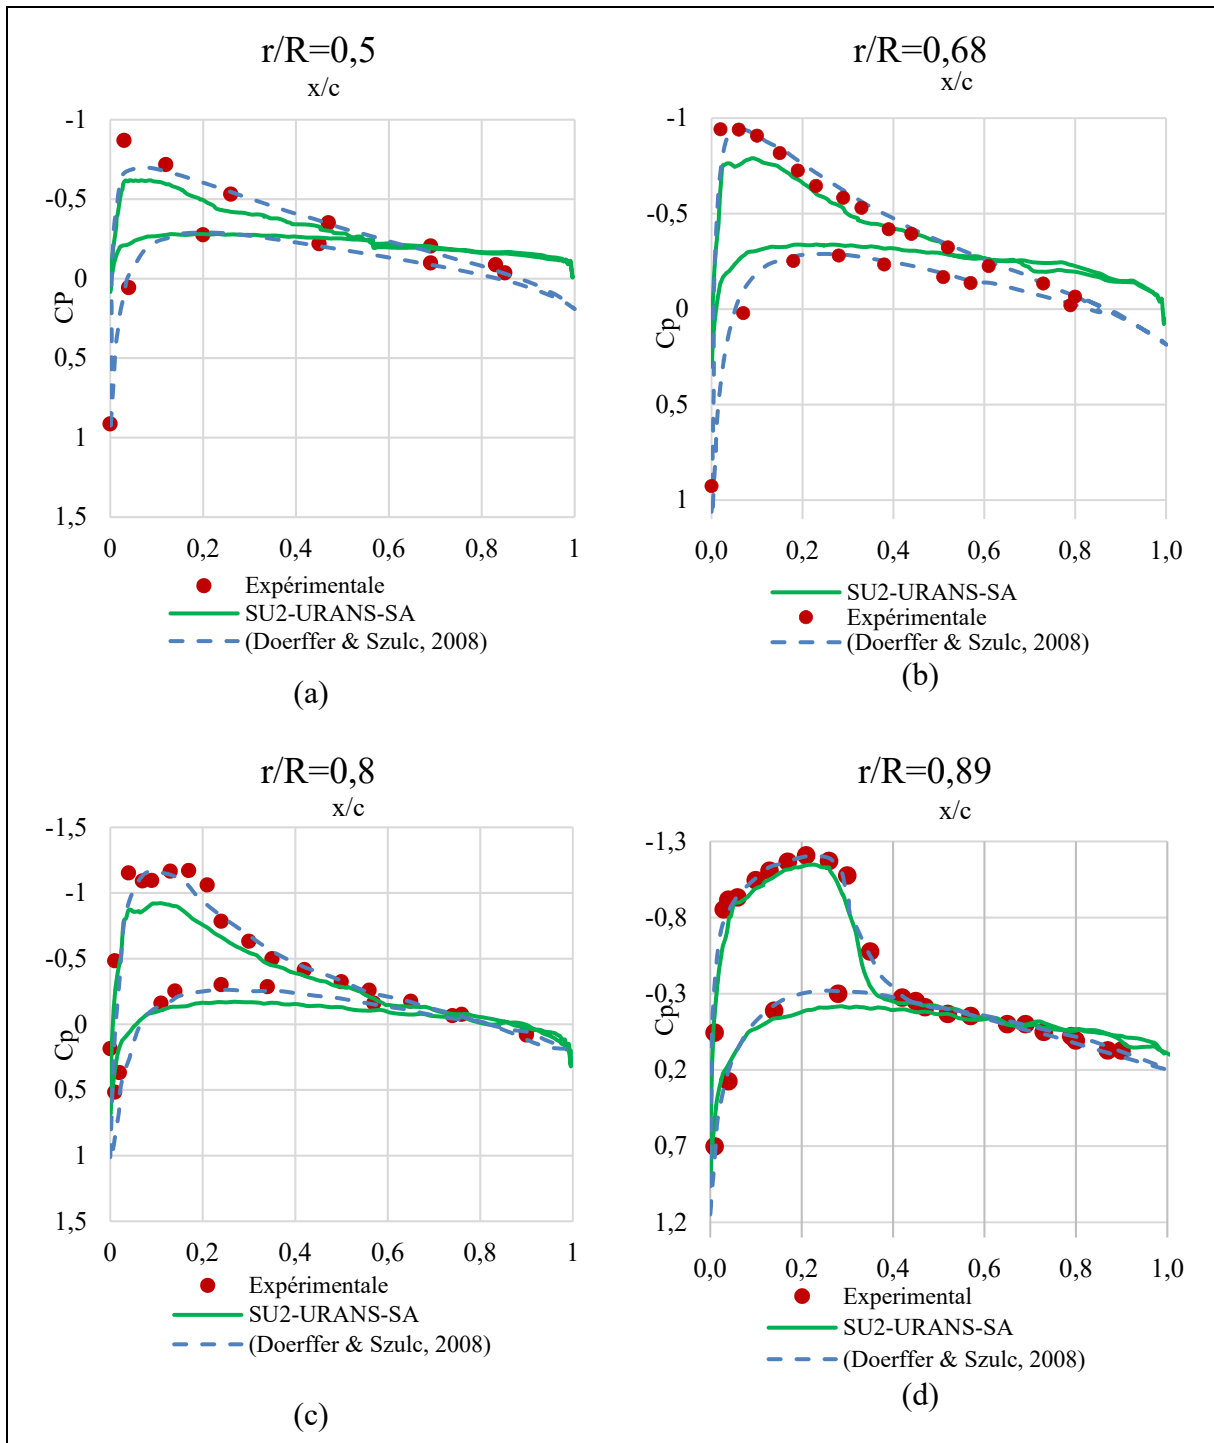 r/R=0,5
x/c
-1
-0,5
0
0,5
1
1,5
CP
0
0,2
0,4
0,6
0,8
1
Expérimentale
SU2-URANS-SA
(Doerffer & Szulc, 2008)
(a)
r/R=0,68
x/c
-1
-0,5
0
0,5
1
Cp
0,0
0,2
0,4
0,6
0,8
1,0
SU2-URANS-SA
Expérimentale
(Doerffer & Szulc, 2008)
(b)
r/R=0,8
x/c
-1,5
-1
-0,5
0
0,5
1
1,5
Cp
0
0,2
0,4
0,6
0,8
1
Expérimentale
SU2-URANS-SA
(Doerffer & Szulc, 2008)
(c)
r/R=0,89
x/c
-1,3
-0,8
-0,3
0,2
0,7
1,2
Cp
0,0
0,2
0,4
0,6
0,8
1,0
Experimental
SU2-URANS-SA
(Doerffer & Szulc, 2008)
(d)